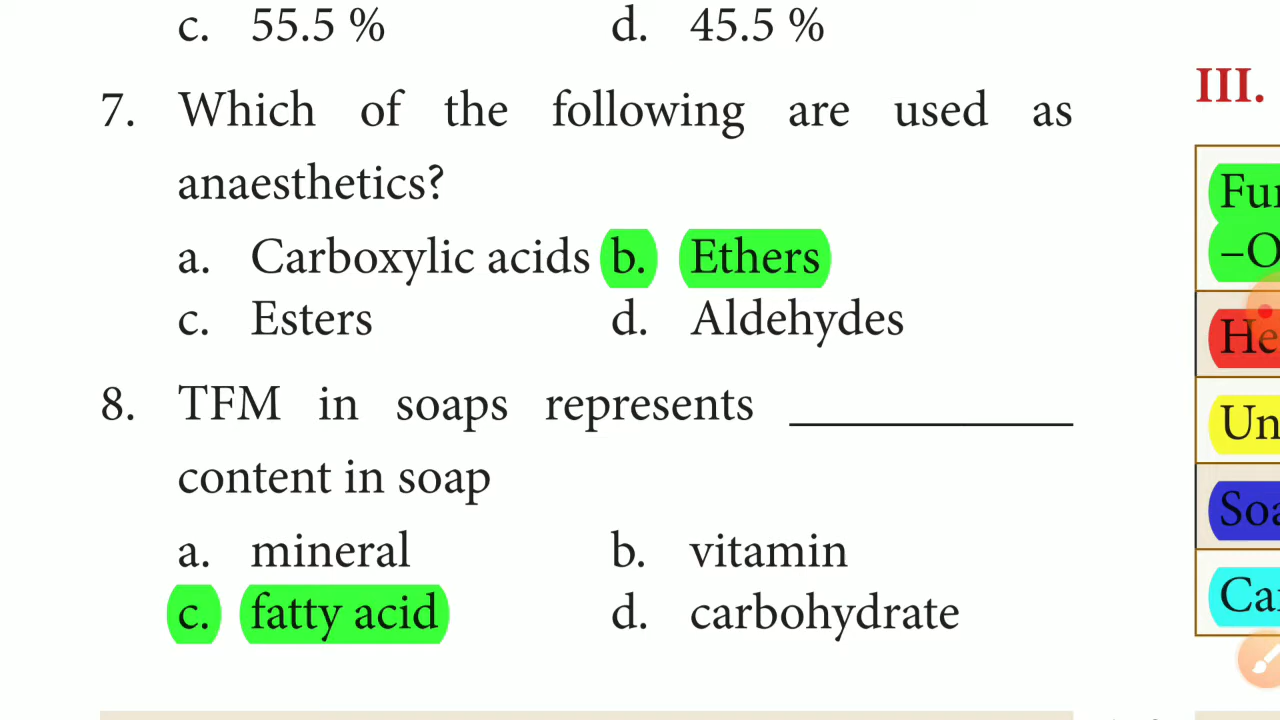 c. 55.5 % d. 45.5 %
7. Which of the following are used as
anaesthetics?
a. Carboxylic acids b. Ethers
c. Esters d. Aldehydes
8. TFM in soaps represents ____________
content in soap
a. mineral b. vitamin
c. fatty acid d. carbohydrate
III.